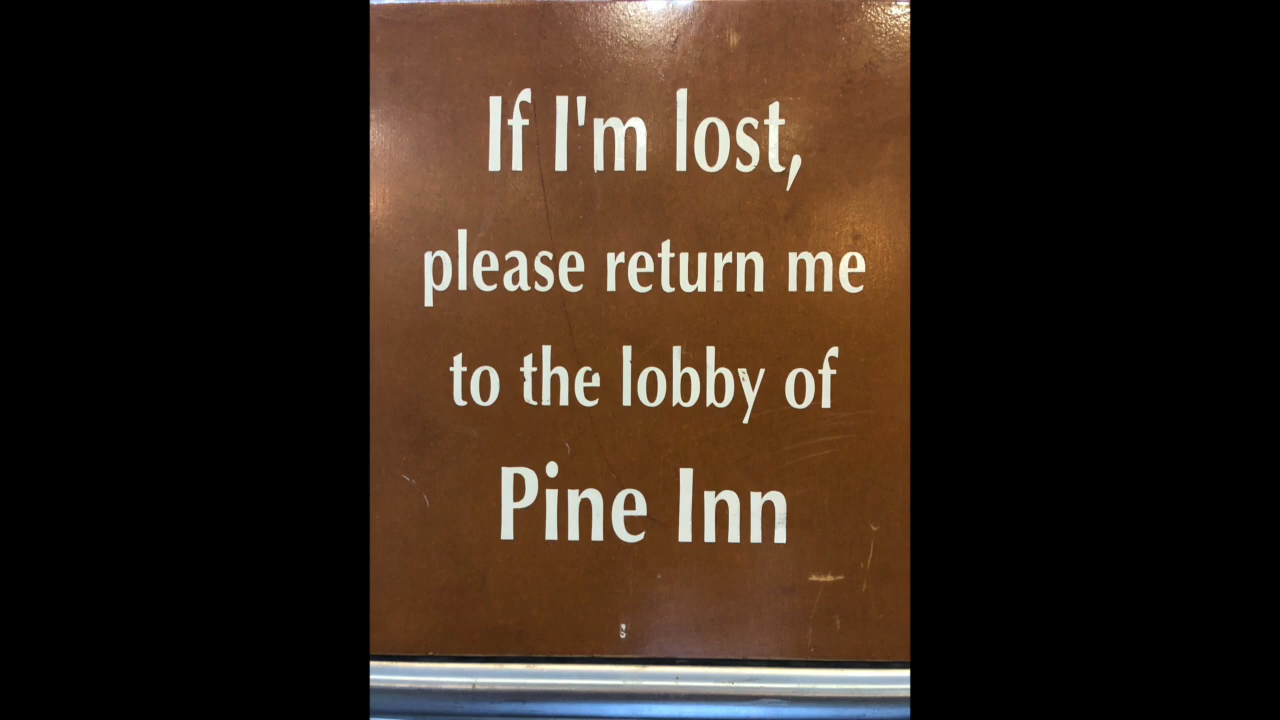 If I'm lost,
please return me
to the lobby of
Pine Inn